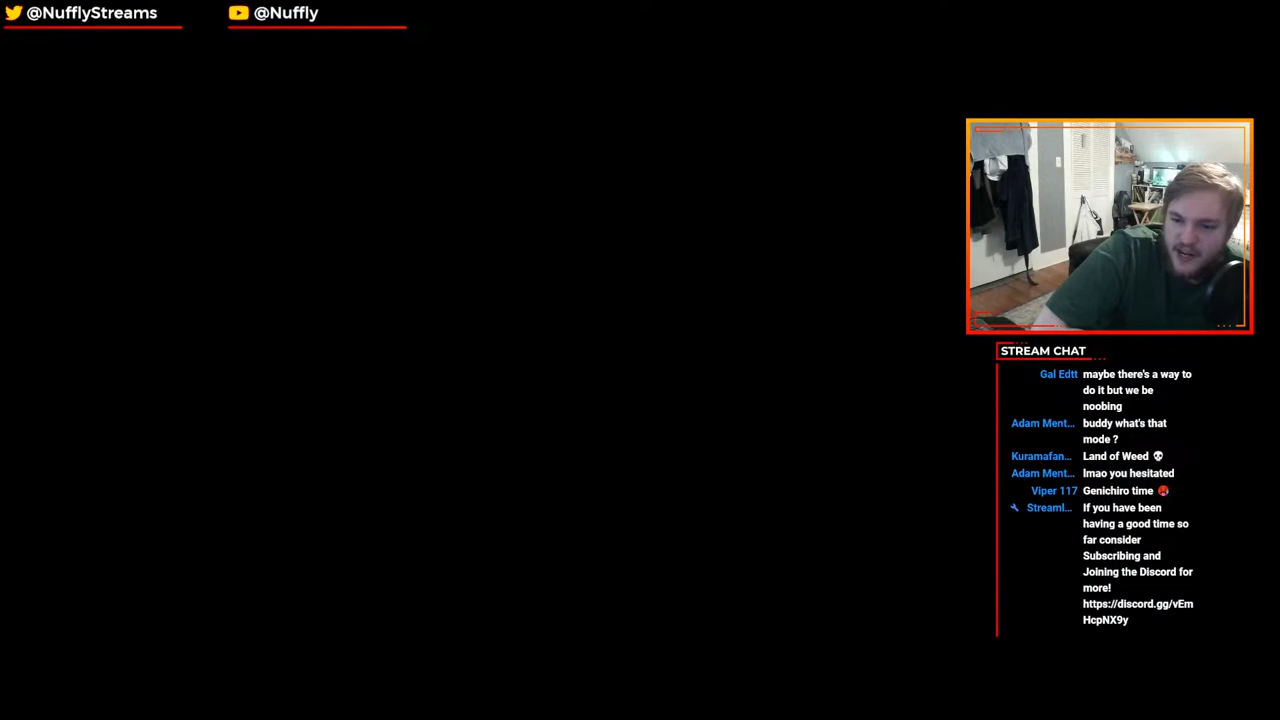 @NufflyStreams
@Nuffly
STREAM CHAT
Gal Edtt maybe there's a way to
do it but we be
noobing
Adam Ment... buddy what's that
mode ?
Kuramafan... Land of Weed 💀
Adam Ment... lmao you hesitated
Viper 117 Genichiro time
Streaml... If you have been
having a good time so
far consider
Subscribing and
Joining the Discord for
more!
https://discord.gg/vEm
HcpNX9y